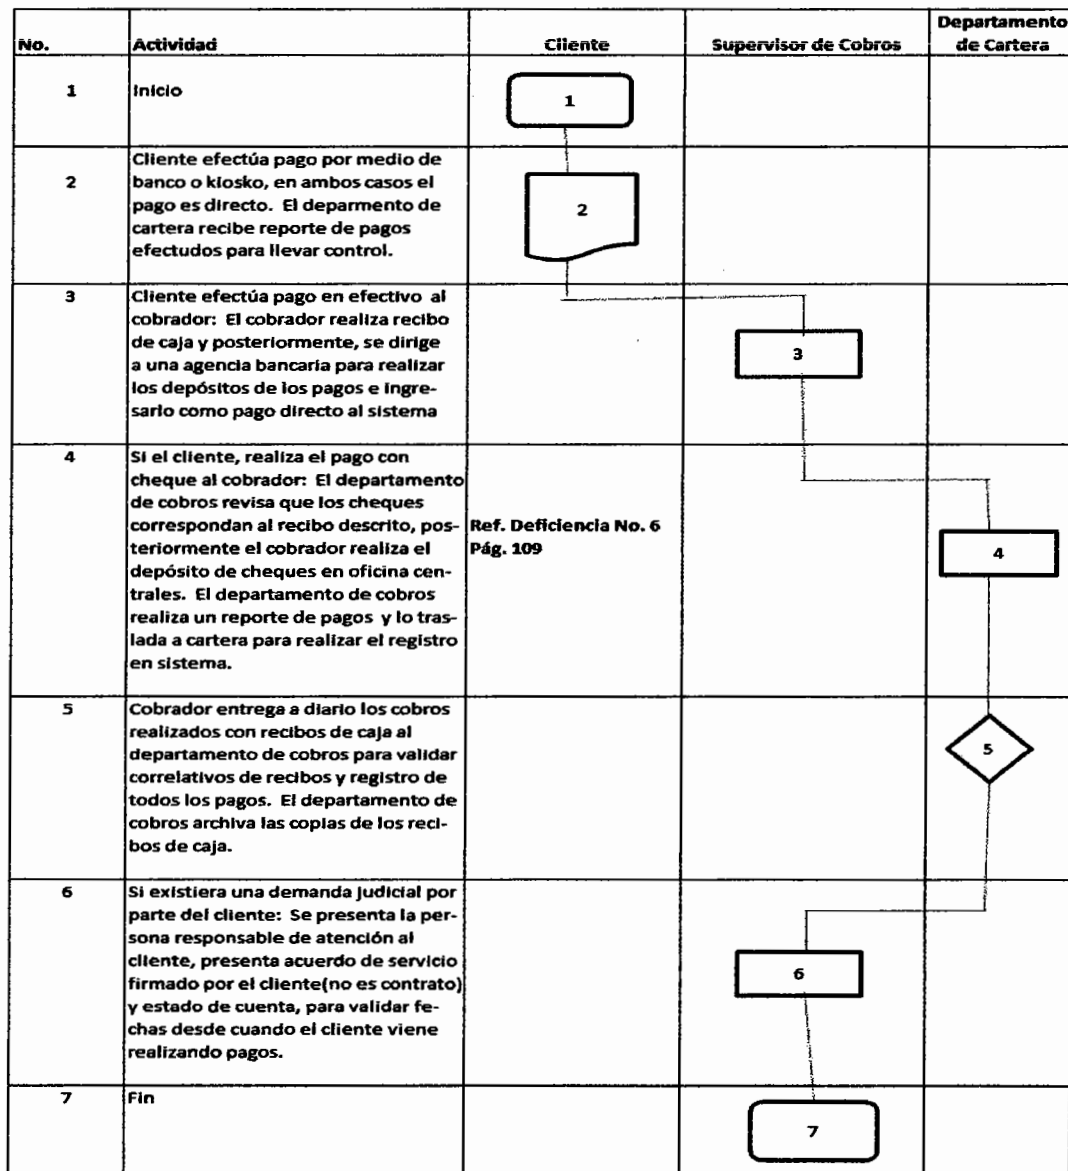 No.
Actividad
Cliente
Supervisor de Cobros
Departamento
de Cartera
1
Inicio
1
2
Cliente efectúa pago por medio de
banco o kiosko, en ambos casos el
pago es directo. El deparmento de
cartera recibe reporte de pagos
efectudos para llevar control.
2
3
Cliente efectúa pago en efectivo al
cobrador: El cobrador realiza recibo
de caja y posteriormente, se dirige
a una agencia bancaria para realizar
los depósitos de los pagos e ingre-
sarlo como pago directo al sistema
3
4
Si el cliente, realiza el pago con
cheque al cobrador: El departamento
de cobros revisa que los cheques
correspondan al recibo descrito, pos-
teriormente el cobrador realiza el
depósito de cheques en oficina cen-
trales. El departamento de cobros
realiza un reporte de pagos y lo tras-
lada a cartera para realizar el registro
en sistema.
Ref. Deficiencia No. 6
Pág. 109
4
5
Cobrador entrega a diario los cobros
realizados con recibos de caja al
departamento de cobros para validar
correlativos de recibos y registro de
todos los pagos. El departamento de
cobros archiva las copias de los reci-
bos de caja.
5
6
Si existiera una demanda judicial por
parte del cliente: Se presenta la per-
sona responsable de atención al
cliente, presenta acuerdo de servicio
firmado por el cliente(no es contrato)
y estado de cuenta, para validar fe-
chas desde cuando el cliente viene
realizando pagos.
6
7
Fin
7